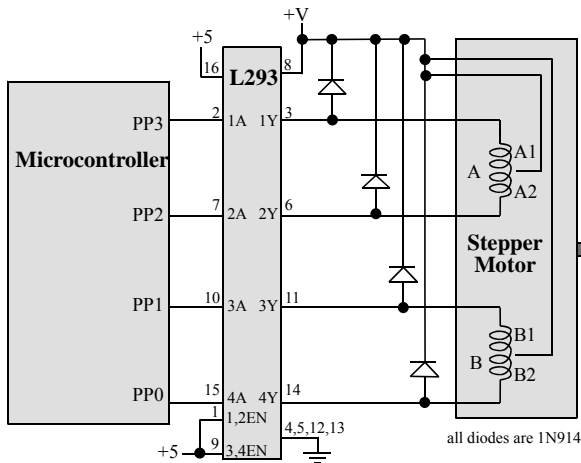 +V
+5
16
L293
8
PP3
2
1A
1Y
3
Microcontroller
A1
A
A2
PP2
7
2A
2Y
6
Stepper
Motor
PP1
10
3A
3Y
11
B1
B
B2
PP0
15
4A
4Y
14
1
1,2EN
4,5,12,13
+5
9
3,4EN
all diodes are 1N914